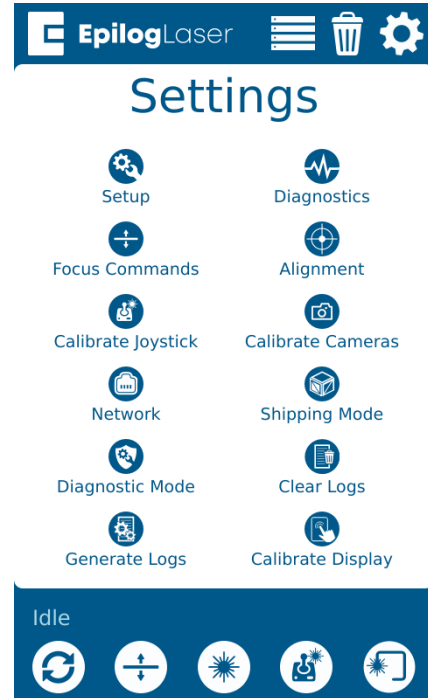 EpilogLaser
Settings
Setup
Diagnostics
Focus Commands
Alignment
Calibrate Joystick
Calibrate Cameras
Network
Shipping Mode
Diagnostic Mode
Clear Logs
Generate Logs
Calibrate Display
Idle